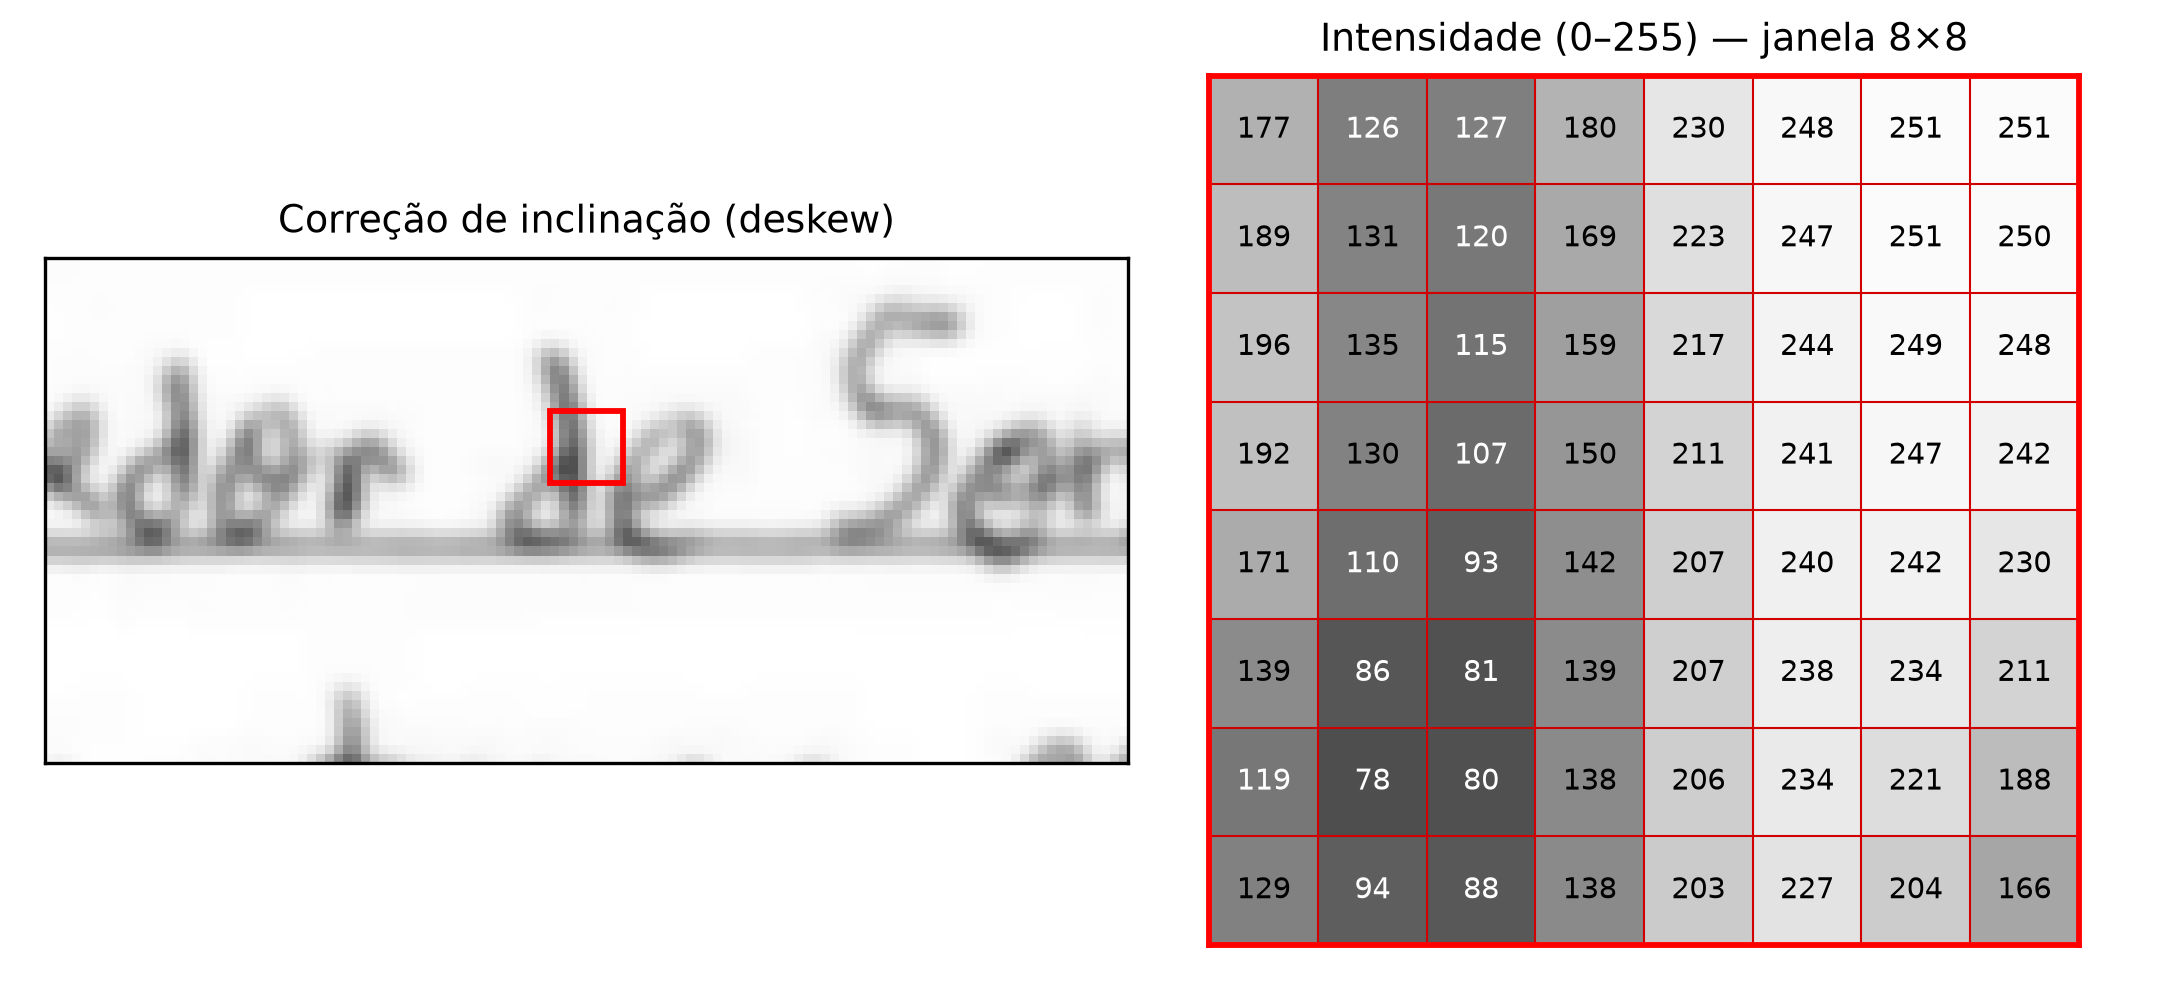 Intensidade (0–255) — janela 8×8
Correção de inclinação (deskew)
edor de Ser
177 126 127 180 230 248 251 251
189 131 120 169 223 247 251 250
196 135 115 159 217 244 249 248
192 130 107 150 211 241 247 242
171 110 93 142 207 240 242 230
139 86 81 139 207 238 234 211
119 78 80 138 206 234 221 188
129 94 88 138 203 227 204 166